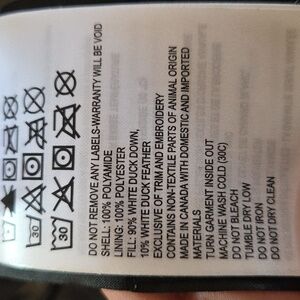 DO NOT REMOVE ANY LABELS-WARRANTY WILL BE VOID
SHELL: 100% POLYAMIDE
LINING: 100% POLYESTER
FILL: 90% WHITE DUCK DOWN,
10% WHITE DUCK FEATHER
EXCLUSIVE OF TRIM AND EMBROIDERY
CONTAINS NON-TEXTILE PARTS OF ANIMAL ORIGIN
MADE IN CANADA WITH DOMESTIC AND IMPORTED
MATERIALS
TURN GARMENT INSIDE OUT
MACHINE WASH COLD (30C)
DO NOT BLEACH
TUMBLE DRY LOW
DO NOT IRON
DO NOT DRY CLEAN
30
30